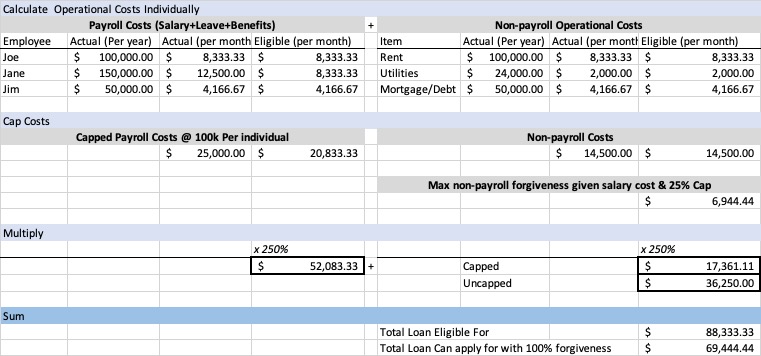 Calculate Operational Costs Individually
Payroll Costs (Salary+Leave+Benefits) + Non-payroll Operational Costs
Employee Actual (Per year) Actual (per month Eligible (per month) Item Actual (Per year) Actual (per month Eligible (per month)
Joe $ 100,000.00 $ 8,333.33 $ 8,333.33 Rent $ 100,000.00 $ 8,333.33 $ 8,333.33
Jane $ 150,000.00 $ 12,500.00 $ 8,333.33 Utilities $ 24,000.00 $ 2,000.00 $ 2,000.00
Jim $ 50,000.00 $ 4,166.67 $ 4,166.67 Mortgage/Debt $ 50,000.00 $ 4,166.67 $ 4,166.67
Cap Costs
Capped Payroll Costs @ 100k Per individual Non-payroll Costs
$ 25,000.00 $ 20,833.33 $ 14,500.00 $ 14,500.00
Max non-payroll forgiveness given salary cost & 25% Cap
$ 6,944.44
Multiply
x 250% x 250%
$ 52,083.33 + Capped $ 17,361.11
Uncapped $ 36,250.00
Sum
Total Loan Eligible For $ 88,333.33
Total Loan Can apply for with 100% forgiveness $ 69,444.44